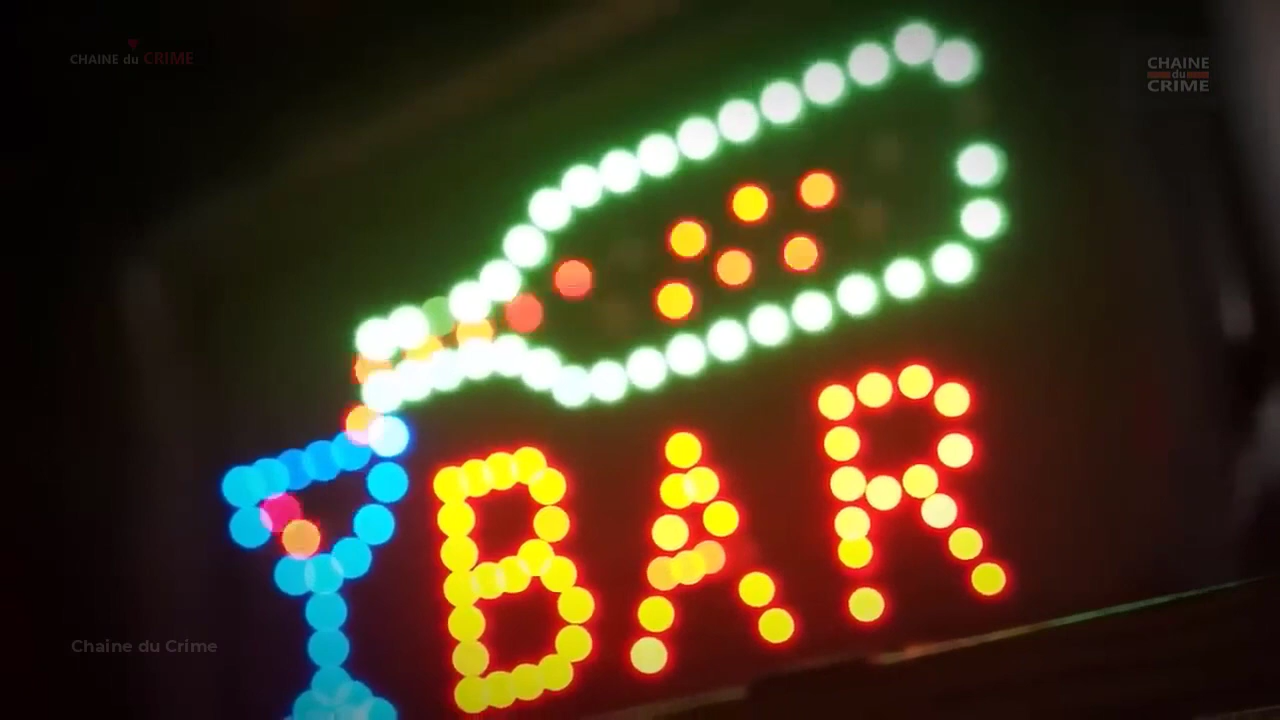 CHAINE du CRIME
CHAINE
du
CRIME
BAR
Chaine du Crime